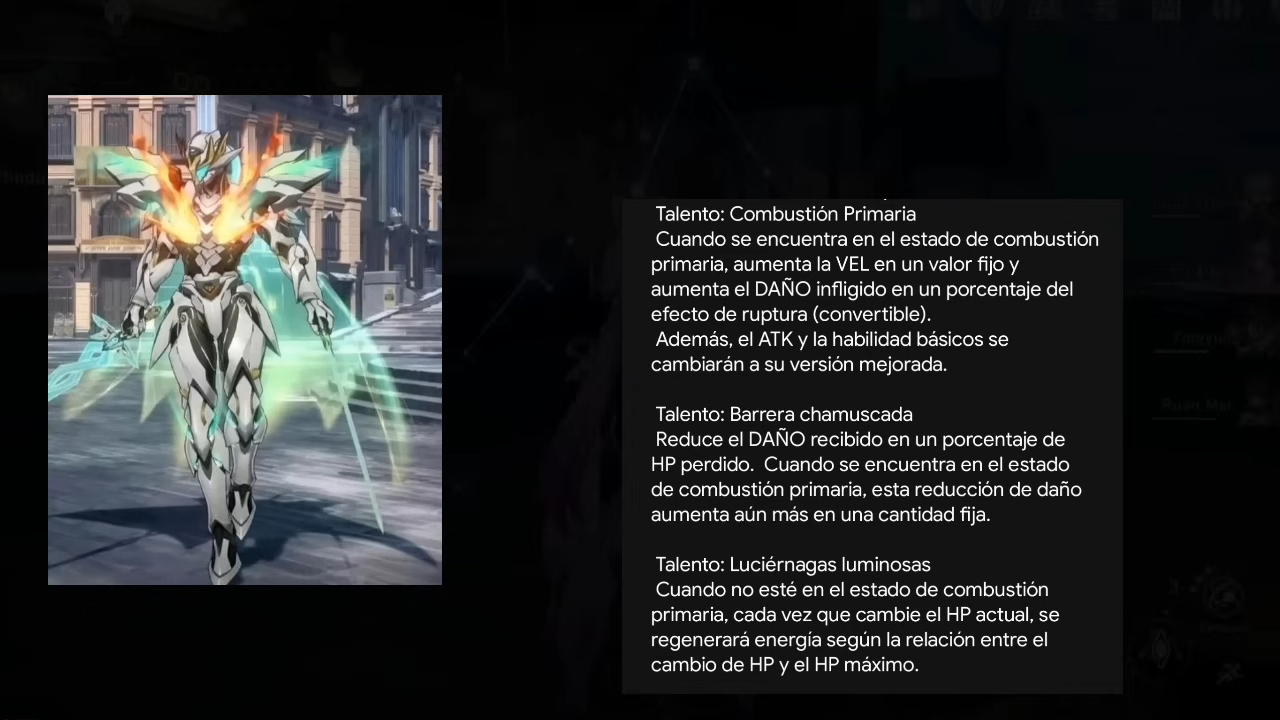 Talento: Combustión Primaria
Cuando se encuentra en el estado de combustión
primaria, aumenta la VEL en un valor fijo y
aumenta el DAÑO infligido en un porcentaje del
efecto de ruptura (convertible).
Además, el ATK y la habilidad básicos se
cambiarán a su versión mejorada.
Talento: Barrera chamuscada
Reduce el DAÑO recibido en un porcentaje de
HP perdido. Cuando se encuentra en el estado
de combustión primaria, esta reducción de daño
aumenta aún más en una cantidad fija.
Talento: Luciérnagas luminosas
Cuando no esté en el estado de combustión
primaria, cada vez que cambie el HP actual, se
regenerará energía según la relación entre el
cambio de HP y el HP máximo.
Ruan Mei